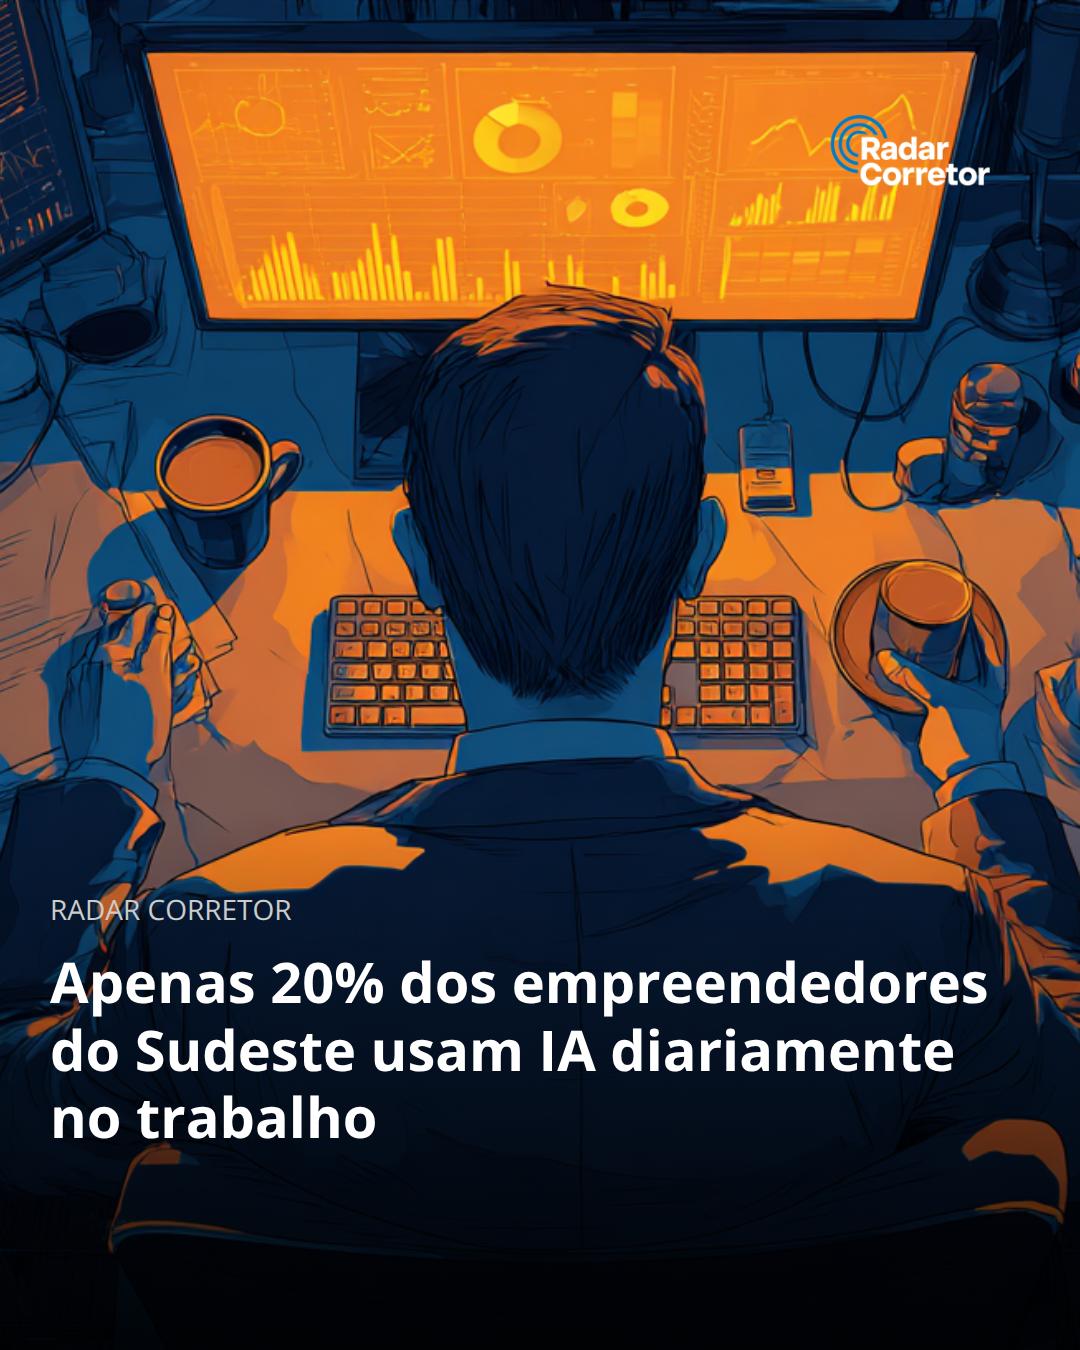 Radar
Corretor
RADAR CORRETOR
Apenas 20% dos empreendedores
do Sudeste usam IA diariamente
no trabalho